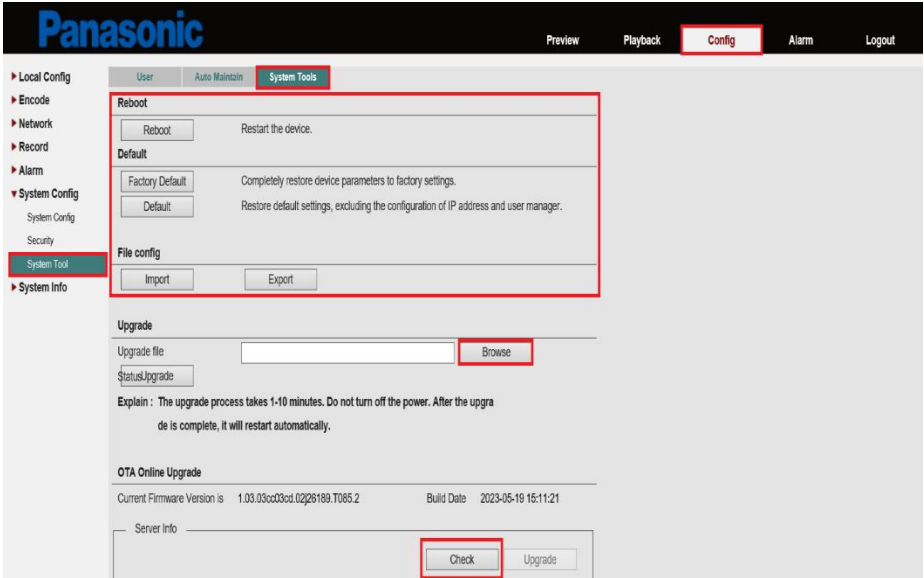 Panasonic
Preview Playback Config Alarm Logout
Local Config
Encode
Network
Record
Alarm
System Config
System Config
Security
System Tool
System Info
User Auto Maintain System Tools
Reboot
Reboot Restart the device.
Default
Factory Default Completely restore device parameters to factory settings.
Default Restore default settings, excluding the configuration of IP address and user manager.
File config
Import Export
Upgrade
Upgrade file Browse
StatusUpgrade
Explain : The upgrade process takes 1-10 minutes. Do not turn off the power. After the upgra
de is complete, it will restart automatically.
OTA Online Upgrade
Current Firmware Version is 1.03.03cc03cd.02j26189.T085.2 Build Date 2023-05-19 15:11:21
Server Info
Check Upgrade